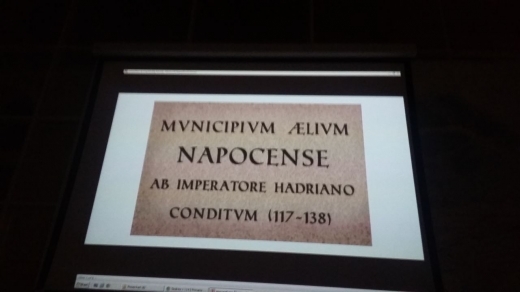 MVNICIPIVM ÆLIVM
NAPOCENSE
AB IMPERATORE HADRIANO
CONDITVM (117-138)